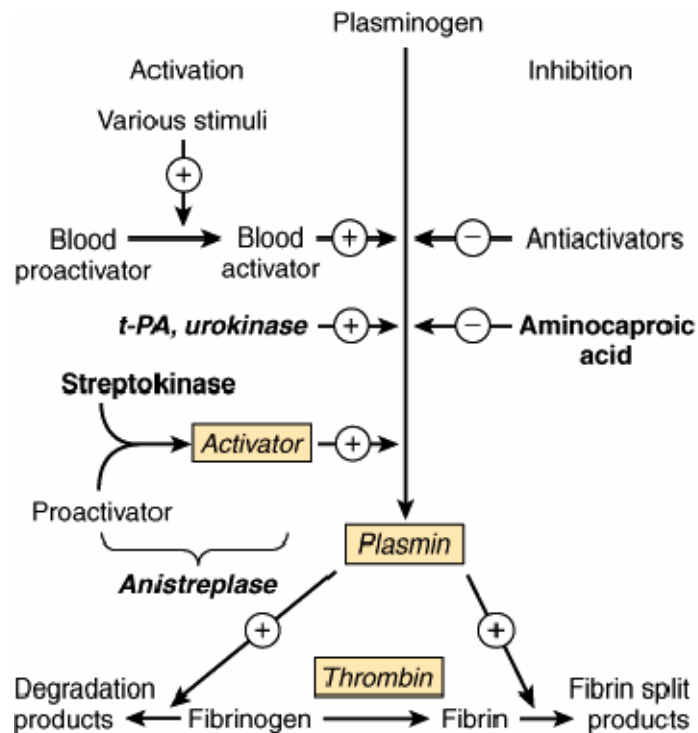 Plasminogen
Activation
Inhibition
Various stimuli
+
Blood
proactivator
Blood
activator
+
−
Antiactivators
t-PA, urokinase
+
−
Aminocaproic
acid
Streptokinase
Activator
+
Proactivator
Plasmin
Anistreplase
+
+
Thrombin
Degradation
products
Fibrinogen
Fibrin
Fibrin split
products